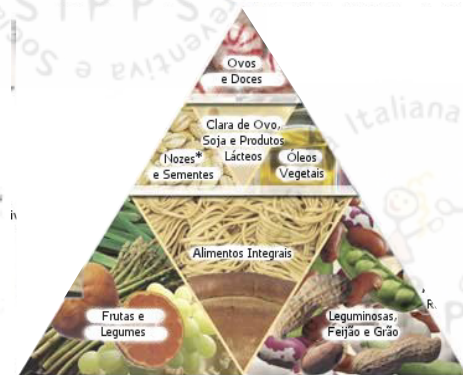 Ovos
e Doces
Clara de Ovo,
Soja e Produtos
Lácteos
Nozes*
e Sementes
Óleos
Vegetais
Alimentos Integrais
Frutas e
Legumes
Leguminosas,
Feijão e Grão
italiana